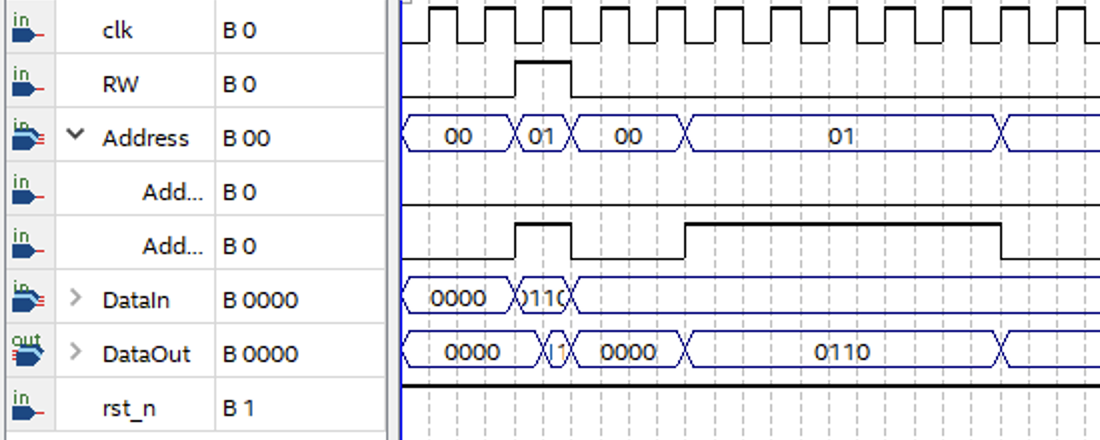 in clk B 0
in RW B 0
in Address B 00 00 01 00 01
in Add... B 0
in Add... B 0
in DataIn B 0000 0000 0110
out DataOut B 0000 0000 0000 0110
in rst_n B 1